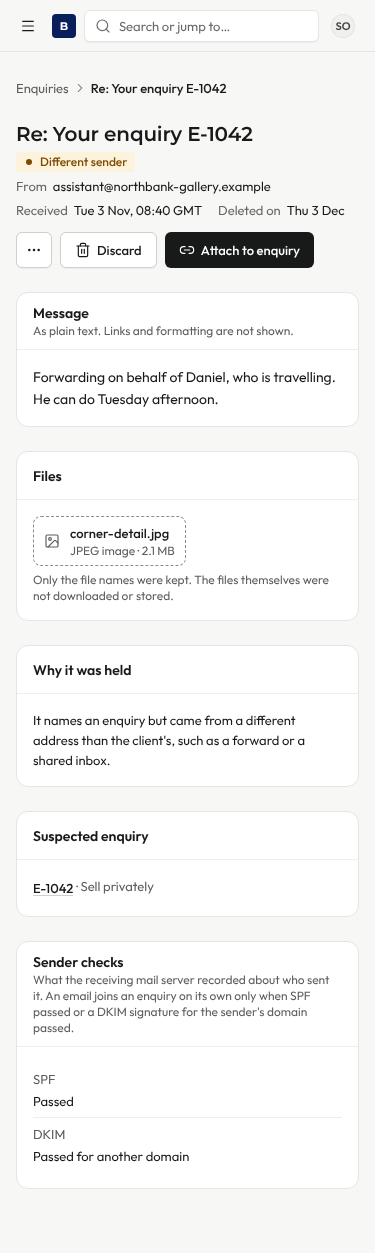 B
Search or jump to...
SO
Enquiries
Re: Your enquiry E-1042
Re: Your enquiry E-1042
Different sender
From assistant@northbank-gallery.example
Received Tue 3 Nov, 08:40 GMT Deleted on Thu 3 Dec
Discard
Attach to enquiry
Message
As plain text. Links and formatting are not shown.
Forwarding on behalf of Daniel, who is travelling.
He can do Tuesday afternoon.
Files
corner-detail.jpg
JPEG image · 2.1 MB
Only the file names were kept. The files themselves were
not downloaded or stored.
Why it was held
It names an enquiry but came from a different
address than the client's, such as a forward or a
shared inbox.
Suspected enquiry
E-1042 · Sell privately
Sender checks
What the receiving mail server recorded about who sent
it. An email joins an enquiry on its own only when SPF
passed or a DKIM signature for the sender's domain
passed.
SPF
Passed
DKIM
Passed for another domain